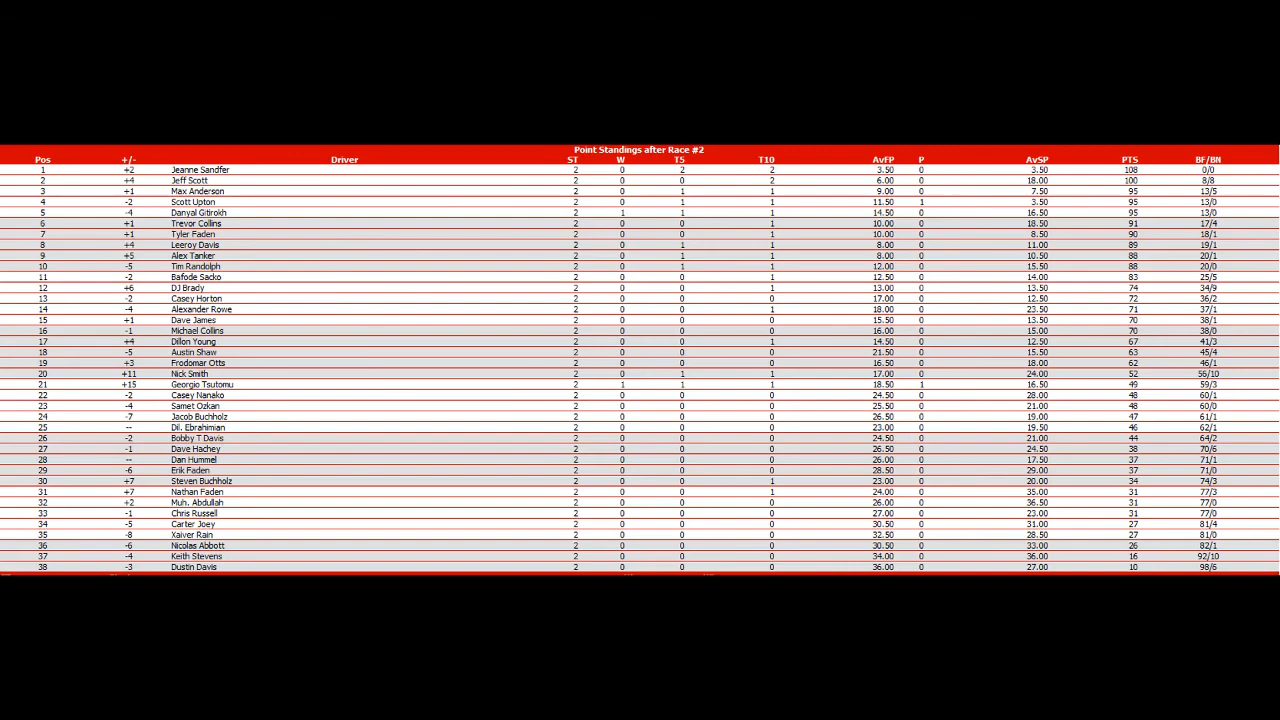 Point Standings after Race #2
Pos +/- Driver ST W T5 T10 AvFP P AvSP PTS BF/BN
1 +2 Jeanne Sandfer 2 0 2 2 3.50 0 3.50 108 0/0
2 +4 Jeff Scott 2 0 0 2 6.00 0 18.00 100 8/8
3 +1 Max Anderson 2 0 1 1 9.00 0 7.50 95 13/5
4 -2 Scott Upton 2 0 1 1 11.50 1 3.50 95 13/0
5 -4 Danyal Gitirokh 2 1 1 1 14.50 0 16.50 95 13/0
6 +1 Trevor Collins 2 0 0 1 10.00 0 18.50 91 17/4
7 +1 Tyler Faden 2 0 0 1 10.00 0 8.50 90 18/1
8 +4 Leeroy Davis 2 0 1 1 8.00 0 11.00 89 19/1
9 +5 Alex Tanker 2 0 1 1 8.00 0 10.50 88 20/1
10 -5 Tim Randolph 2 0 1 1 12.00 0 15.50 88 20/0
11 -2 Bafode Sacko 2 0 0 1 12.50 0 14.00 83 25/5
12 +6 DJ Brady 2 0 0 1 13.00 0 13.50 74 34/9
13 -2 Casey Horton 2 0 0 0 17.00 0 12.50 72 36/2
14 -4 Alexander Rowe 2 0 0 1 18.00 0 23.50 71 37/1
15 +1 Dave James 2 0 0 0 15.50 0 13.50 70 38/1
16 -1 Michael Collins 2 0 0 0 16.00 0 15.00 70 38/0
17 +4 Dillon Young 2 0 0 1 14.50 0 12.50 67 41/3
18 -5 Austin Shaw 2 0 0 0 21.50 0 15.50 63 45/4
19 +3 Frodomar Otts 2 0 0 0 16.50 0 18.00 62 46/1
20 +11 Nick Smith 2 0 1 1 17.00 0 24.00 52 56/10
21 +15 Georgio Tsutomu 2 1 1 1 18.50 1 16.50 49 59/3
22 -2 Casey Nanako 2 0 0 0 24.50 0 28.00 48 60/1
23 -4 Samet Ozkan 2 0 0 0 25.50 0 21.00 48 60/0
24 -7 Jacob Buchholz 2 0 0 0 26.50 0 19.00 47 61/1
25 -- Dil. Ebrahimian 2 0 0 0 23.00 0 19.50 46 62/1
26 -2 Bobby T Davis 2 0 0 0 24.50 0 21.00 44 64/2
27 -1 Dave Hachey 2 0 0 0 26.50 0 24.50 38 70/6
28 -- Dan Hummel 2 0 0 0 26.00 0 17.50 37 71/1
29 -6 Erik Faden 2 0 0 0 28.50 0 29.00 37 71/0
30 +7 Steven Buchholz 2 0 0 1 23.00 0 20.00 34 74/3
31 +7 Nathan Faden 2 0 0 1 24.00 0 35.00 31 77/3
32 +2 Muh. Abdullah 2 0 0 0 26.00 0 36.50 31 77/0
33 -1 Chris Russell 2 0 0 0 27.00 0 23.00 31 77/0
34 -5 Carter Joey 2 0 0 0 30.50 0 31.00 27 81/4
35 -8 Xaiver Rain 2 0 0 0 32.50 0 28.50 27 81/0
36 -6 Nicolas Abbott 2 0 0 0 30.50 0 33.00 26 82/1
37 -4 Keith Stevens 2 0 0 0 34.00 0 36.00 16 92/10
38 -3 Dustin Davis 2 0 0 0 36.00 0 27.00 10 98/6